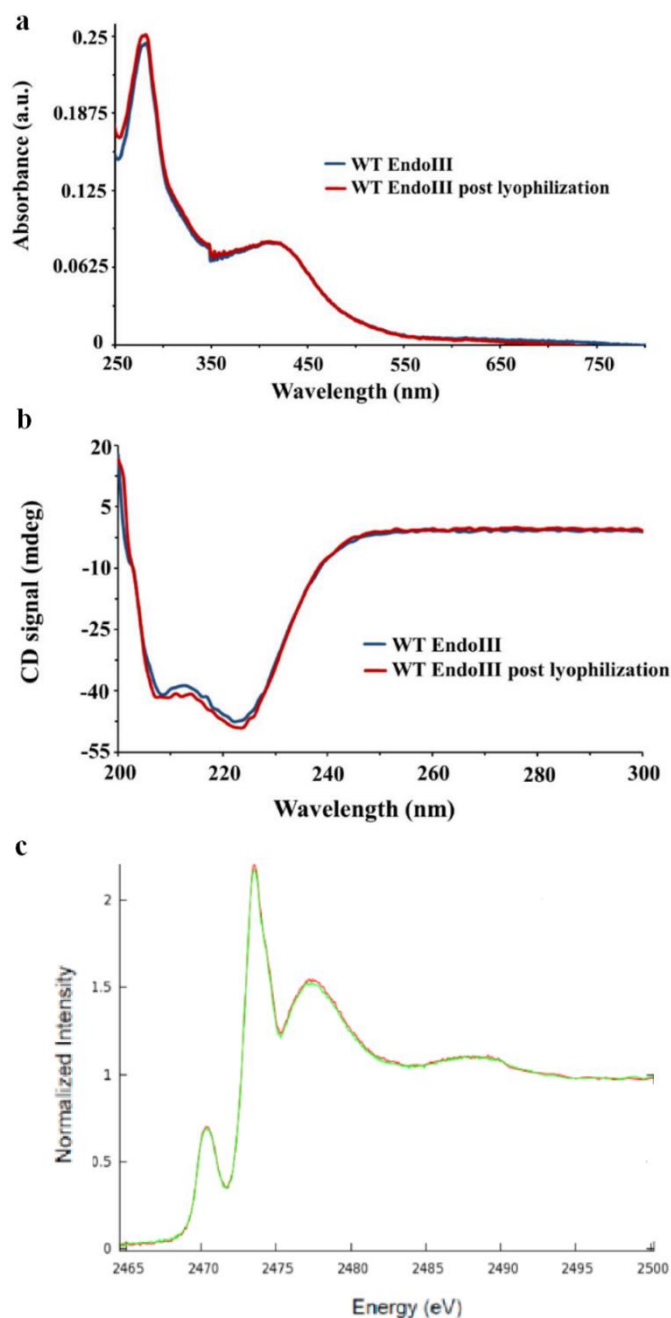 a
0.25
0.1875
0.125
0.0625
0
Absorbance (a.u.)
WT EndoIII
WT EndoIII post lyophilization
250 350 450 550 650 750
Wavelength (nm)
b
20
5
-10
-25
-40
-55
CD signal (mdeg)
WT EndoIII
WT EndoIII post lyophilization
200 220 240 260 280 300
Wavelength (nm)
c
2
1.5
1
0.5
0
Normalized Intensity
2465 2470 2475 2480 2485 2490 2495 2500
Energy (eV)